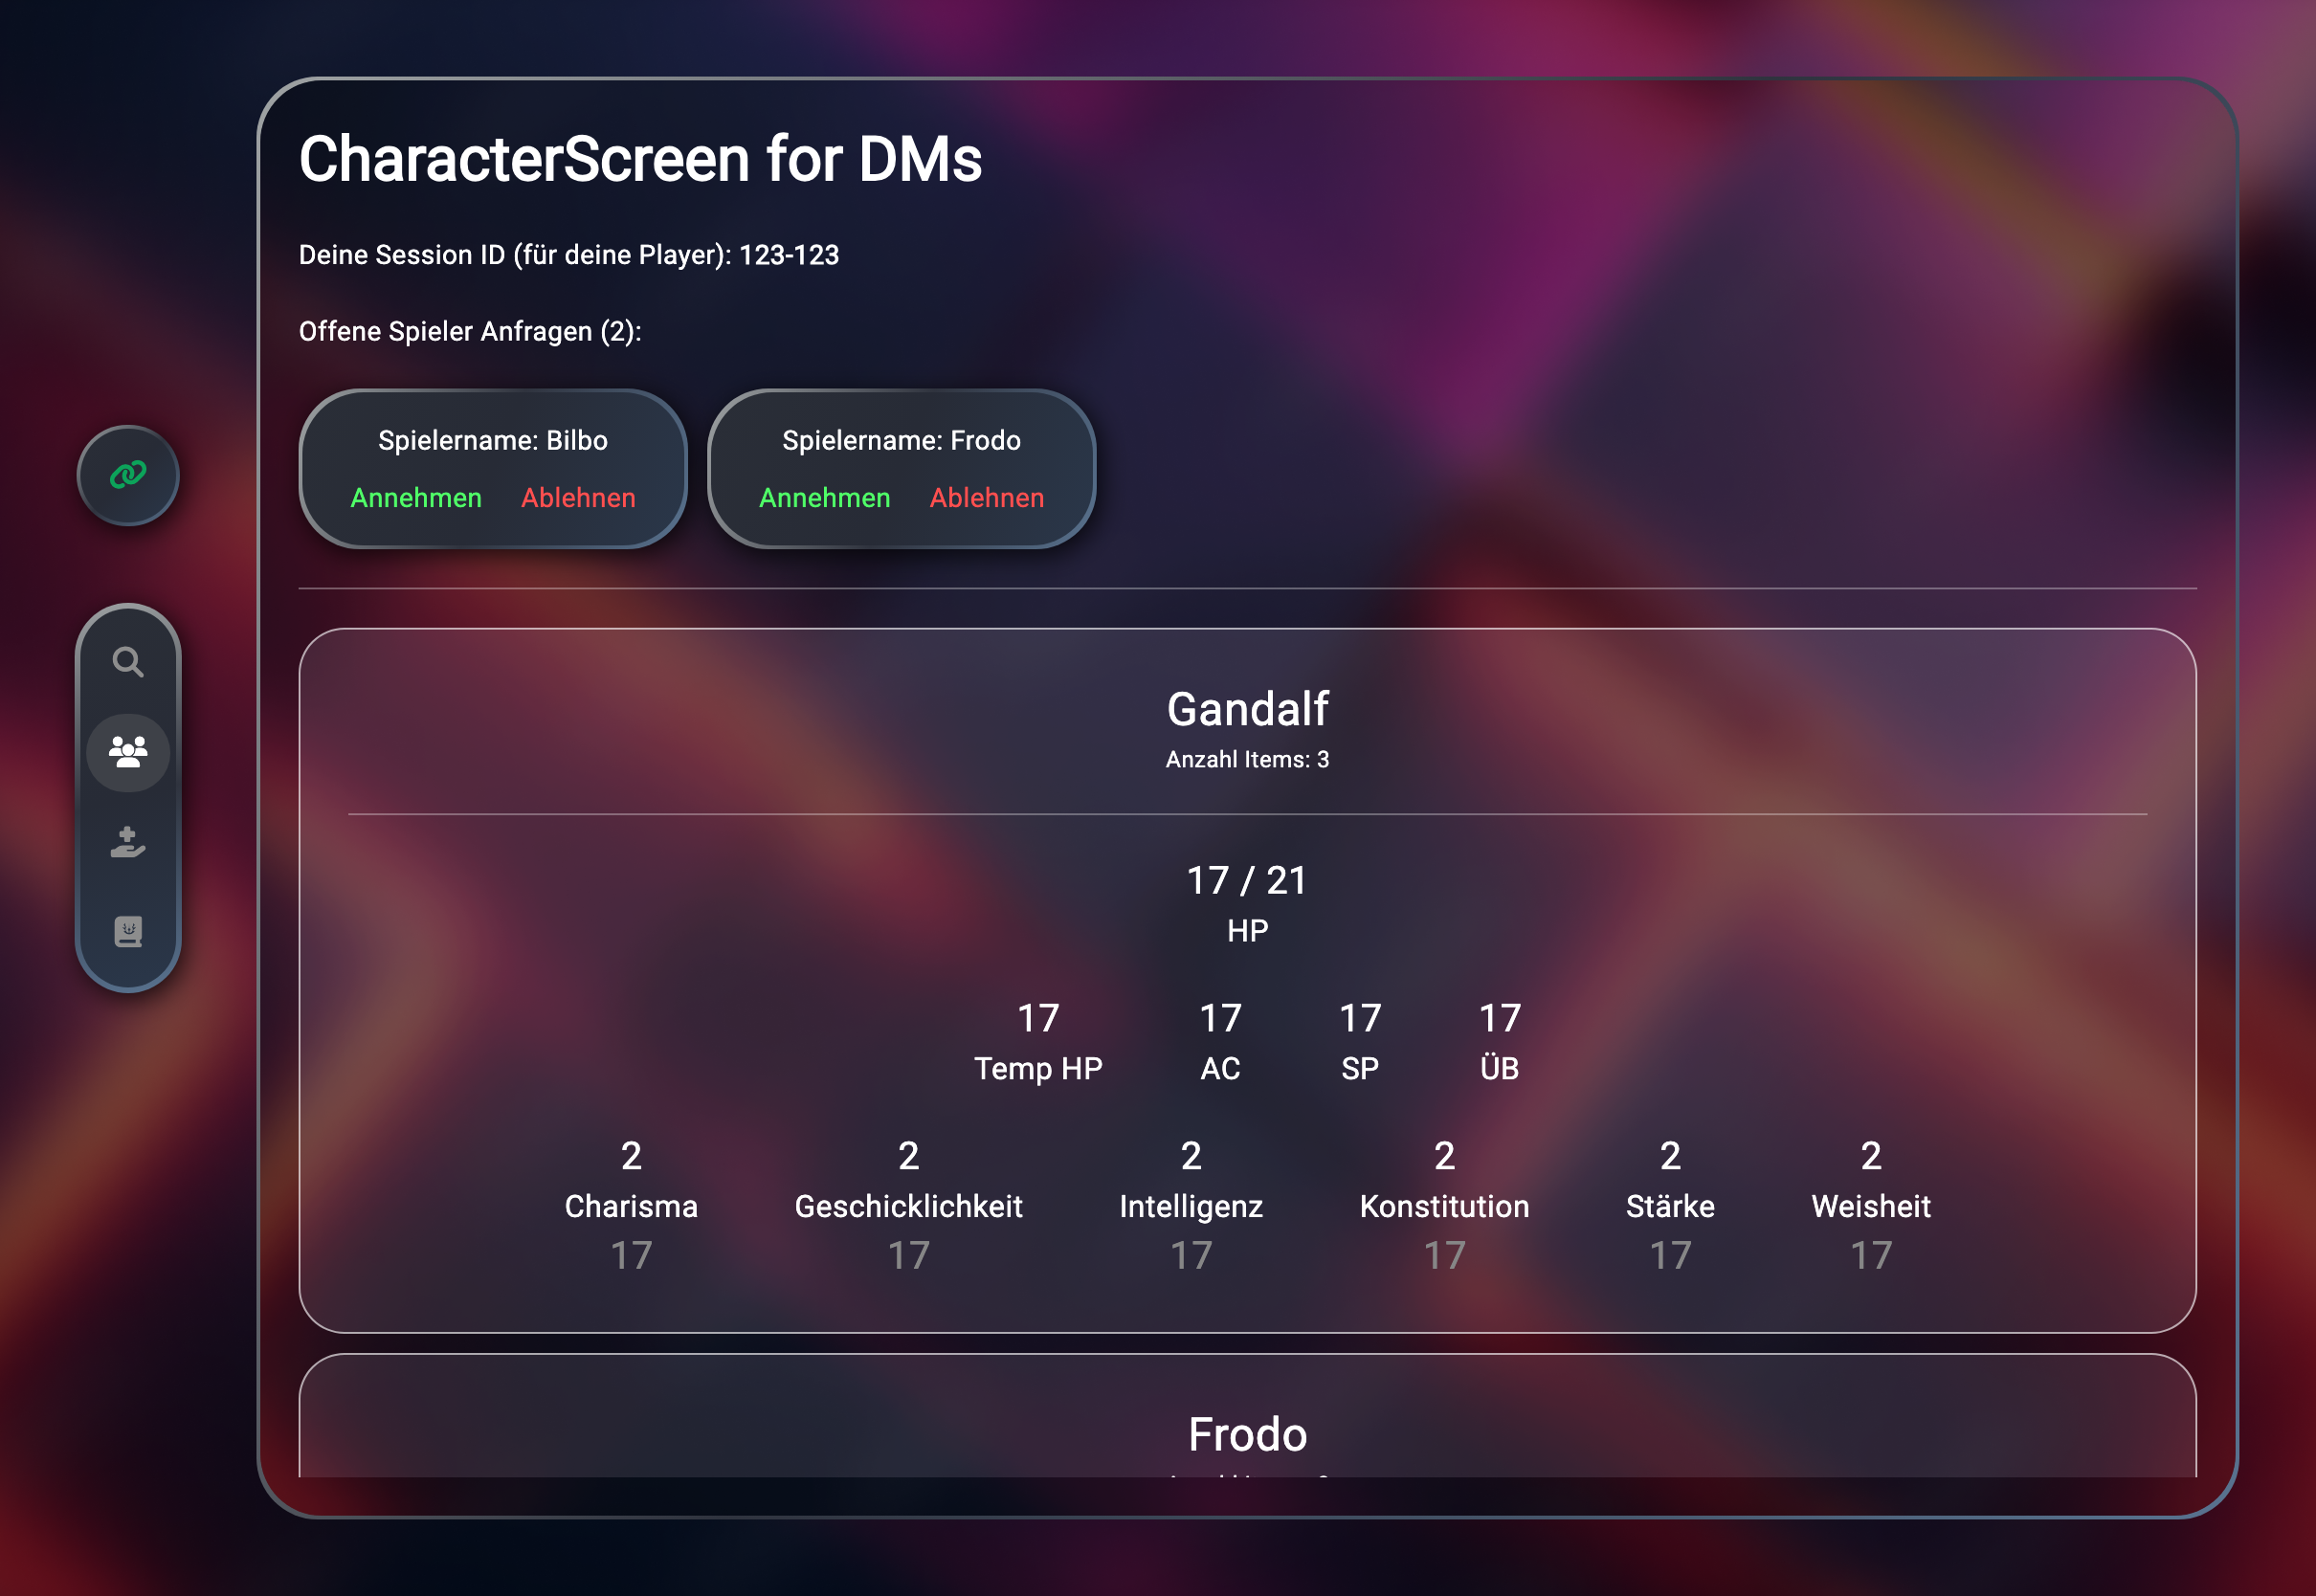 CharacterScreen for DMs
Deine Session ID (für deine Player): 123-123
Offene Spieler Anfragen (2):
Spielername: Bilbo
Annehmen Ablehnen
Spielername: Frodo
Annehmen Ablehnen
Gandalf
Anzahl Items: 3
17 / 21
HP
17 17 17 17
Temp HP AC SP ÜB
2 2 2 2 2 2
Charisma Geschicklichkeit Intelligenz Konstitution Stärke Weisheit
17 17 17 17 17 17
Frodo